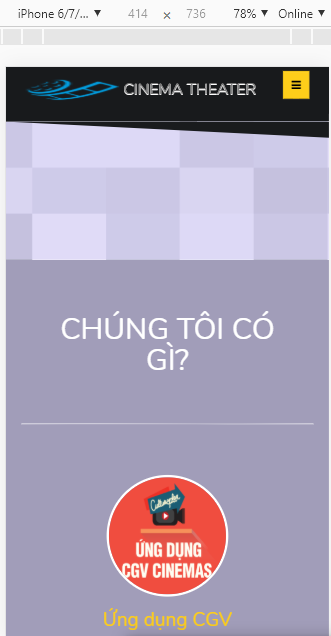 iPhone 6/7/... 414 × 736 78% Online
CINEMA THEATER
CHÚNG TÔI CÓ
GÌ?
Cultureplex
ỨNG DỤNG
CGV CINEMAS
Ứng dụng CGV